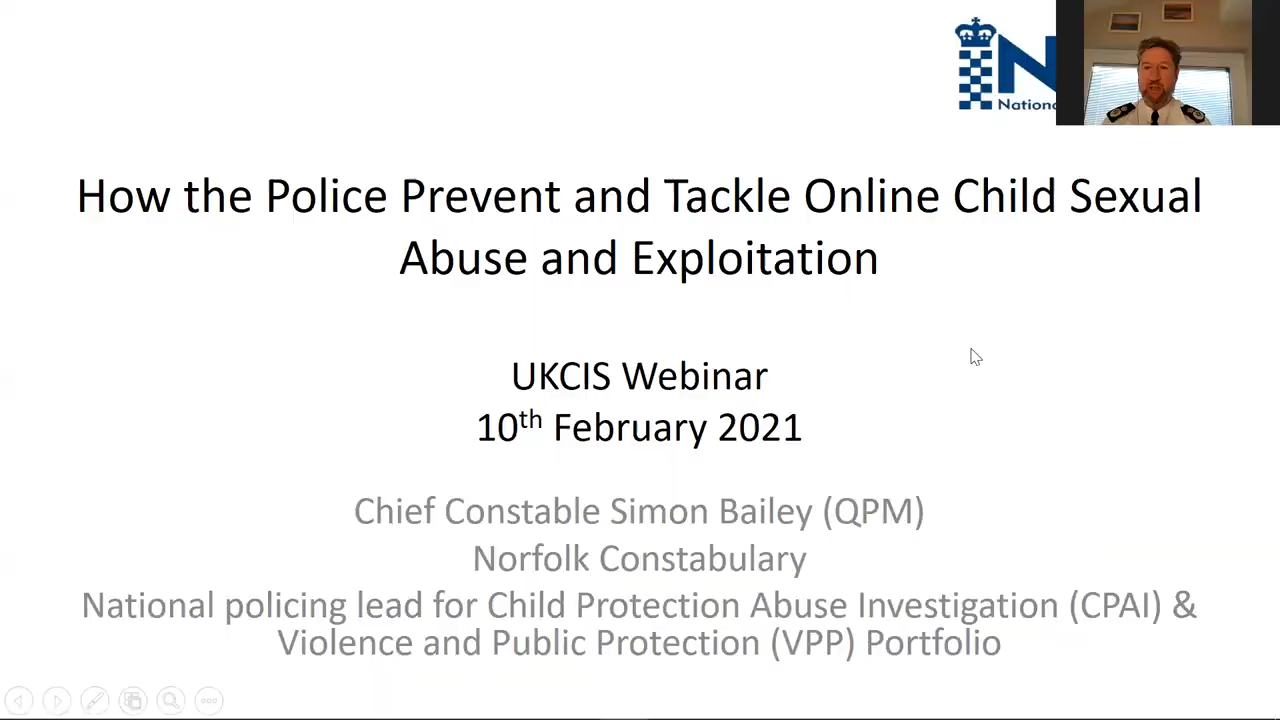 N
Nationa
How the Police Prevent and Tackle Online Child Sexual
Abuse and Exploitation
UKCIS Webinar
10th February 2021
Chief Constable Simon Bailey (QPM)
Norfolk Constabulary
National policing lead for Child Protection Abuse Investigation (CPAI) &
Violence and Public Protection (VPP) Portfolio